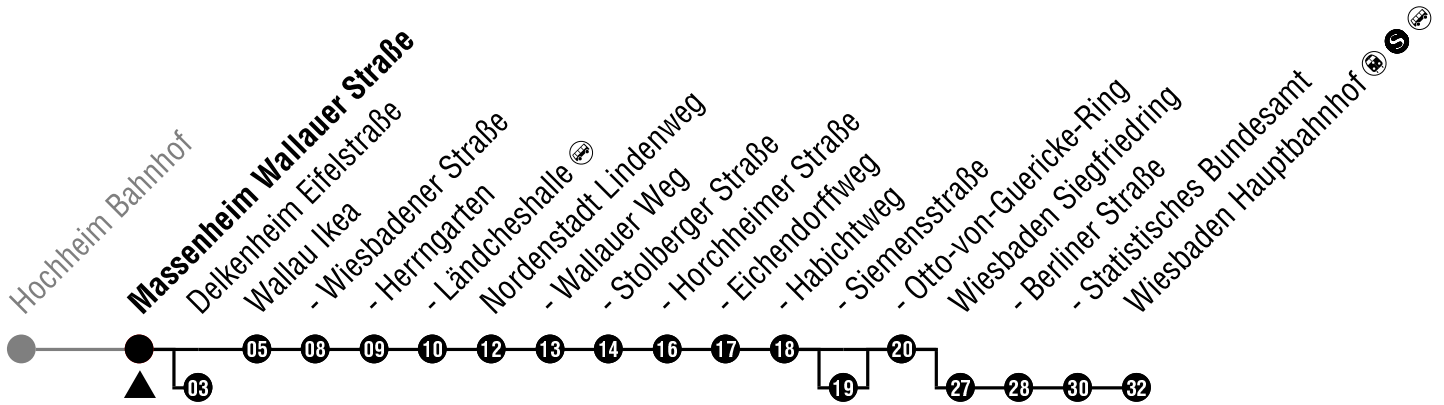 Hochheim Bahnhof
Massenheim Wallauer Straße
Delkenheim Eifelstraße
Wallau Ikea
- Wiesbadener Straße
- Herrngarten
- Ländcheshalle
Nordenstadt Lindenweg
- Wallauer Weg
- Stolberger Straße
- Horchheimer Straße
- Eichendorffweg
- Habichtweg
- Siemensstraße
- Otto-von-Guericke-Ring
Wiesbaden Siegfriedring
- Berliner Straße
- Statistisches Bundesamt
Wiesbaden Hauptbahnhof S
05 08 09 10 12 13 14 16 17 18 20
03 19 27 28 30 32